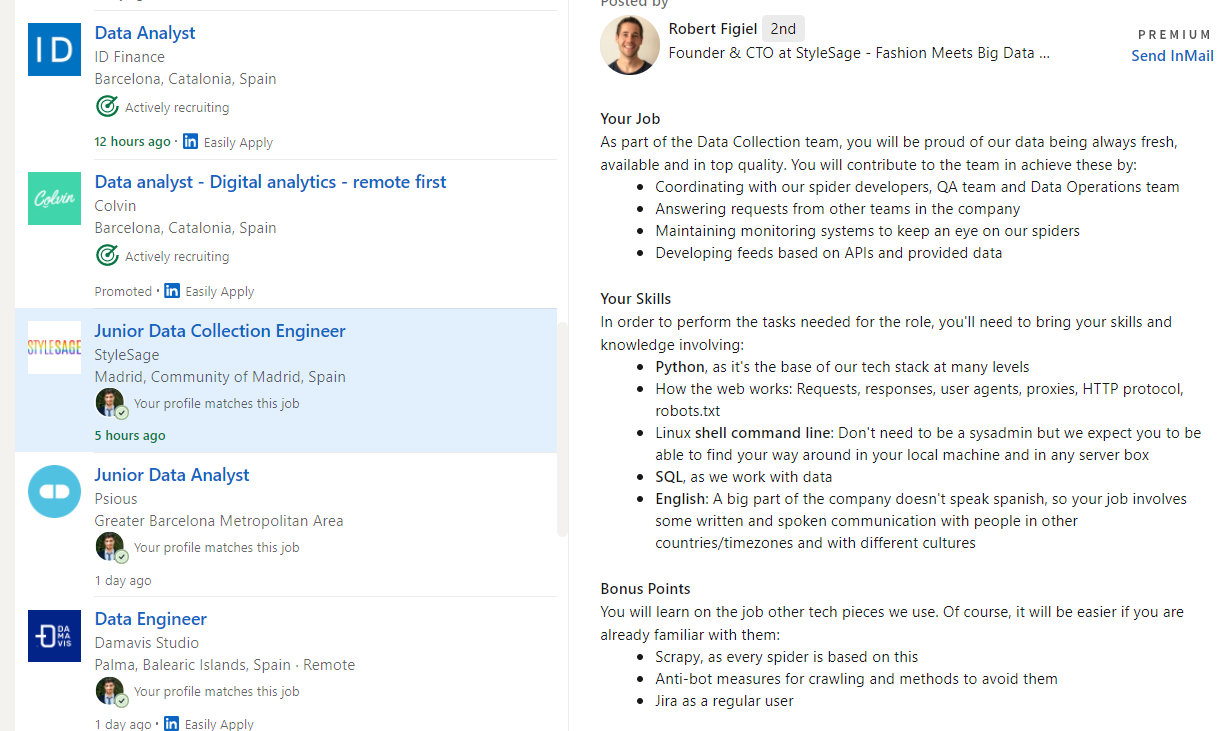 Data Analyst
ID Finance
Barcelona, Catalonia, Spain
Actively recruiting
12 hours ago · in Easily Apply
ID
Data analyst - Digital analytics - remote first
Colvin
Colvin
Barcelona, Catalonia, Spain
Actively recruiting
Promoted · in Easily Apply
Junior Data Collection Engineer
STYLESAGE
StyleSage
Madrid, Community of Madrid, Spain
Your profile matches this job
5 hours ago
Junior Data Analyst
Psious
Greater Barcelona Metropolitan Area
Your profile matches this job
1 day ago
Data Engineer
DA
MA
VIS
Damavis Studio
Palma, Balearic Islands, Spain · Remote
Your profile matches this job
1 day ago · in Easily Apply
Posted by
Robert Figiel 2nd
Founder & CTO at StyleSage - Fashion Meets Big Data ...
PREMIUM
Send InMail
Your Job
As part of the Data Collection team, you will be proud of our data being always fresh,
available and in top quality. You will contribute to the team in achieve these by:
• Coordinating with our spider developers, QA team and Data Operations team
• Answering requests from other teams in the company
• Maintaining monitoring systems to keep an eye on our spiders
• Developing feeds based on APIs and provided data
Your Skills
In order to perform the tasks needed for the role, you'll need to bring your skills and
knowledge involving:
• Python, as it's the base of our tech stack at many levels
• How the web works: Requests, responses, user agents, proxies, HTTP protocol,
robots.txt
• Linux shell command line: Don't need to be a sysadmin but we expect you to be
able to find your way around in your local machine and in any server box
• SQL, as we work with data
• English: A big part of the company doesn't speak spanish, so your job involves
some written and spoken communication with people in other
countries/timezones and with different cultures
Bonus Points
You will learn on the job other tech pieces we use. Of course, it will be easier if you are
already familiar with them:
• Scrapy, as every spider is based on this
• Anti-bot measures for crawling and methods to avoid them
• Jira as a regular user